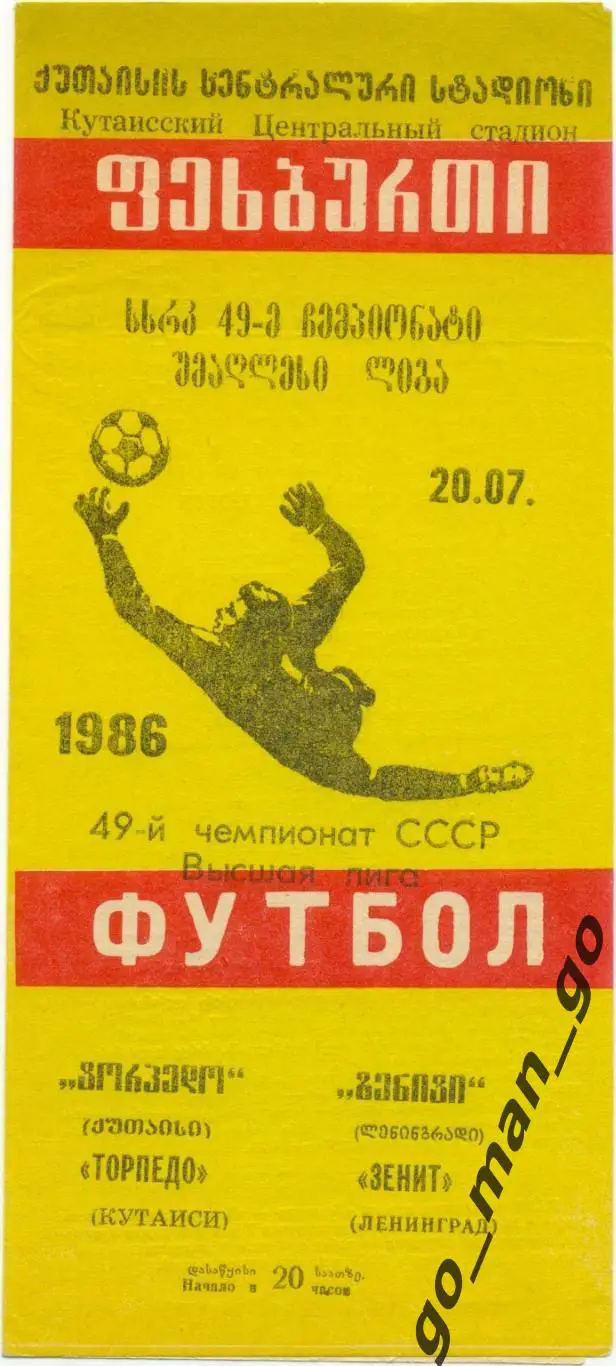 ქუთაისის ცენტრალური სტადიონი
Кутаисский Центральный стадион
ფეხბურთი
სსრკ 49-ე ჩემპიონატი
უმაღლესი ლიგა
20.07.
1986
49-й чемпионат СССР
Высшая лига
ФУТБОЛ
„ტორპედო“ „ზენიტი“
(ქუთაისი) (ლენინგრადი)
«ТОРПЕДО» «ЗЕНИТ»
(КУТАИСИ) (ЛЕНИНГРАД)
დასაწყისი 20 საათზე.
Начало в часов
go_man_go